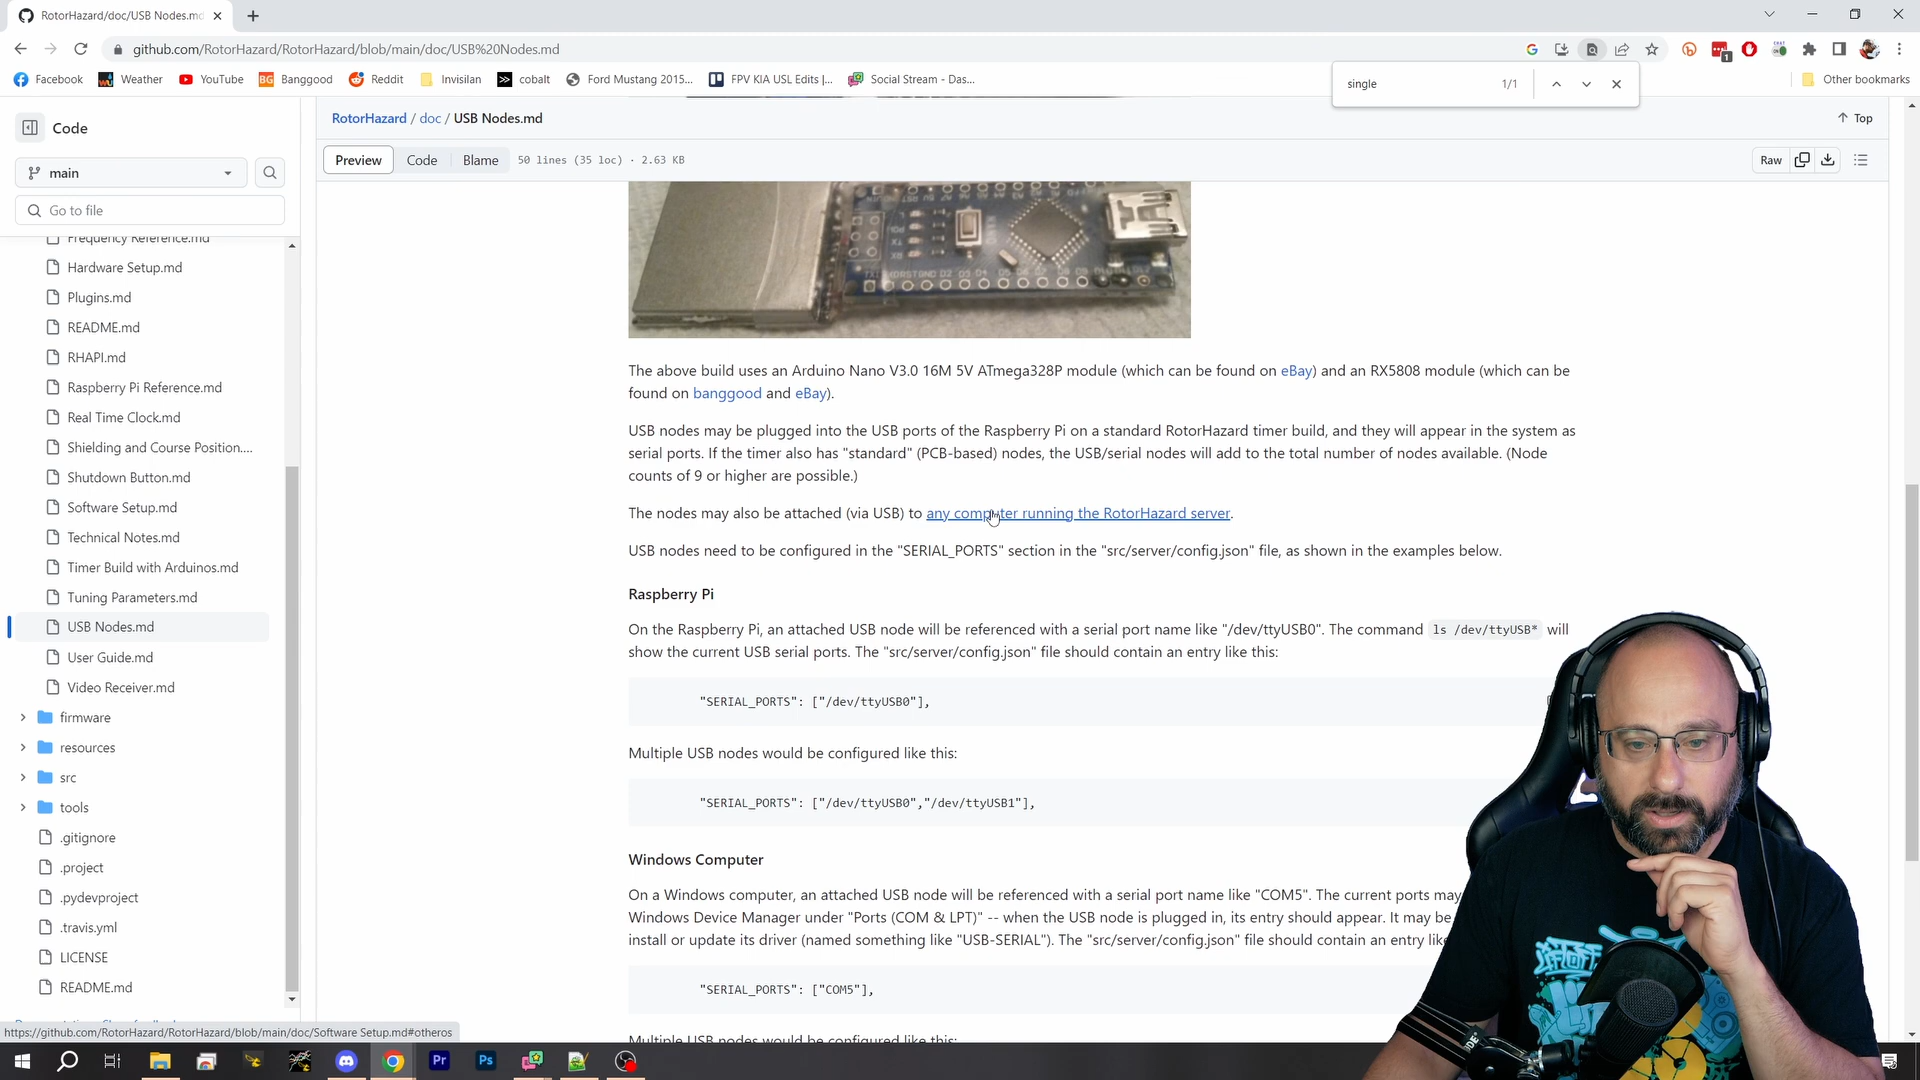 RotorHazard/doc/USB Nodes.md
github.com/RotorHazard/RotorHazard/blob/main/doc/USB%20Nodes.md
Facebook
Weather
YouTube
BG Banggood
Reddit
Invisilan
cobalt
Ford Mustang 2015...
FPV KIA USL Edits |...
Social Stream - Das...
Other bookmarks
single
1/1
Code
main
Go to file
Frequency Reference.md
Hardware Setup.md
Plugins.md
README.md
RHAPI.md
Raspberry Pi Reference.md
Real Time Clock.md
Shielding and Course Position....
Shutdown Button.md
Software Setup.md
Technical Notes.md
Timer Build with Arduinos.md
Tuning Parameters.md
USB Nodes.md
User Guide.md
Video Receiver.md
firmware
resources
src
tools
.gitignore
.project
.pydevproject
.travis.yml
LICENSE
README.md
https://github.com/RotorHazard/RotorHazard/blob/main/doc/Software Setup.md#otheros
RotorHazard / doc / USB Nodes.md
Top
Preview
Code
Blame
50 lines (35 loc) · 2.63 KB
Raw
The above build uses an Arduino Nano V3.0 16M 5V ATmega328P module (which can be found on eBay) and an RX5808 module (which can be
found on banggood and eBay).
USB nodes may be plugged into the USB ports of the Raspberry Pi on a standard RotorHazard timer build, and they will appear in the system as
serial ports. If the timer also has "standard" (PCB-based) nodes, the USB/serial nodes will add to the total number of nodes available. (Node
counts of 9 or higher are possible.)
The nodes may also be attached (via USB) to any computer running the RotorHazard server.
USB nodes need to be configured in the "SERIAL_PORTS" section in the "src/server/config.json" file, as shown in the examples below.
Raspberry Pi
On the Raspberry Pi, an attached USB node will be referenced with a serial port name like "/dev/ttyUSB0". The command ls /dev/ttyUSB* will
show the current USB serial ports. The "src/server/config.json" file should contain an entry like this:
"SERIAL_PORTS": ["/dev/ttyUSB0"],
Multiple USB nodes would be configured like this:
"SERIAL_PORTS": ["/dev/ttyUSB0","/dev/ttyUSB1"],
Windows Computer
On a Windows computer, an attached USB node will be referenced with a serial port name like "COM5". The current ports may
Windows Device Manager under "Ports (COM & LPT)" -- when the USB node is plugged in, its entry should appear. It may be
install or update its driver (named something like "USB-SERIAL"). The "src/server/config.json" file should contain an entry like
"SERIAL_PORTS": ["COM5"],
Multiple USB nodes would be configured like this:
Pr
Ps